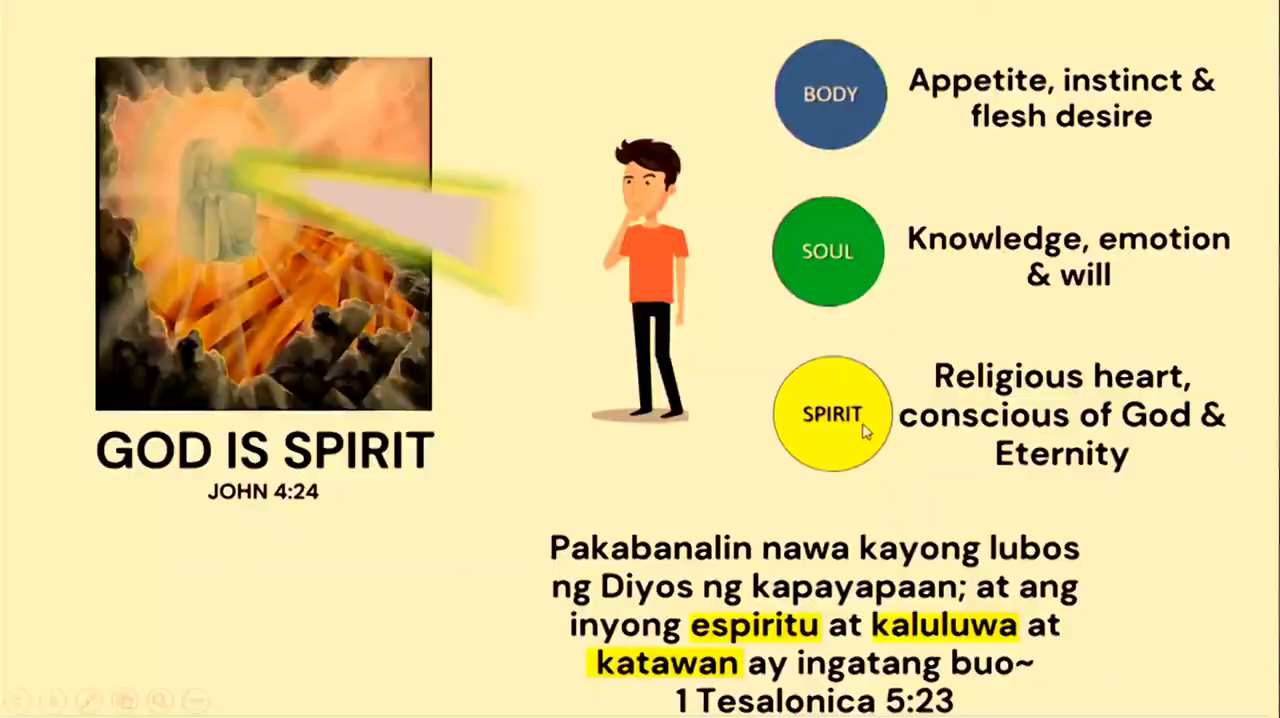 GOD IS SPIRIT
JOHN 4:24
BODY
Appetite, instinct &
flesh desire
SOUL
Knowledge, emotion
& will
SPIRIT
Religious heart,
conscious of God &
Eternity
Pakabanalin nawa kayong lubos
ng Diyos ng kapayapaan; at ang
inyong espiritu at kaluluwa at
katawan ay ingatang buo~
1 Tesalonica 5:23